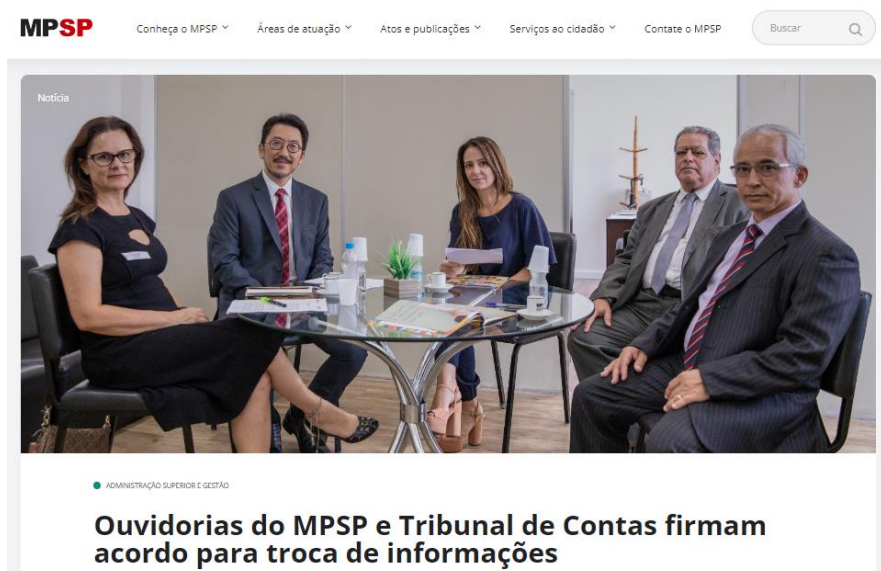 MPSP
Conheça o MPSP
Áreas de atuação
Atos e publicações
Serviços ao cidadão
Contate o MPSP
Buscar
Notícia
ADMINISTRAÇÃO SUPERIOR E GESTÃO
Ouvidorias do MPSP e Tribunal de Contas firmam
acordo para troca de informações